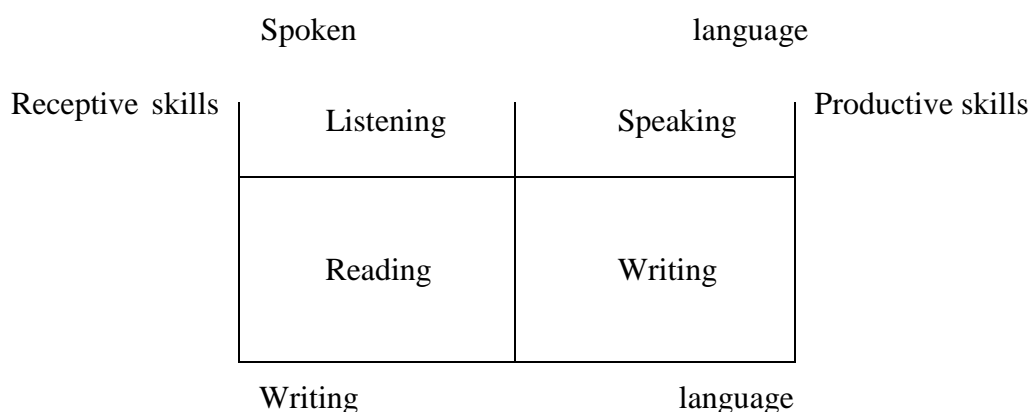 Spoken language
Receptive skills Listening Speaking Productive skills
Reading Writing
Writing language